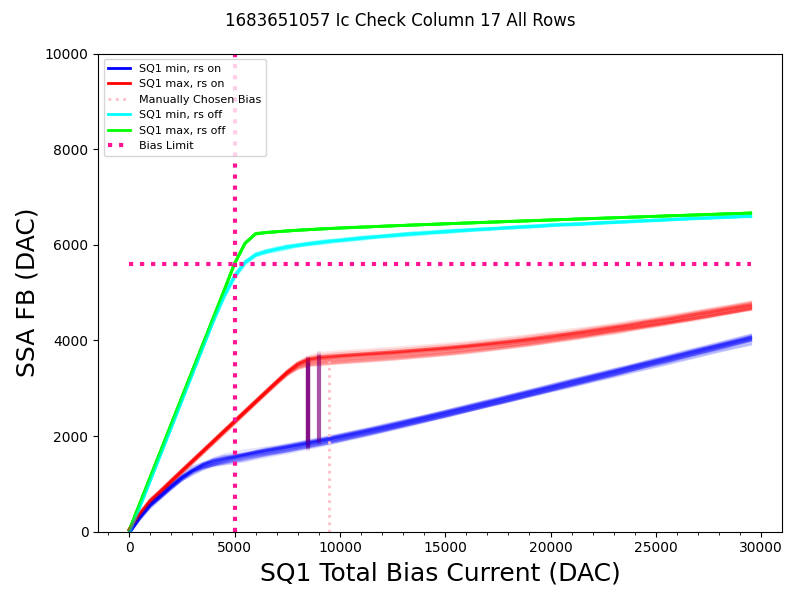 1683651057 Ic Check Column 17 All Rows
SSA FB (DAC)
10000
8000
6000
4000
2000
0
SQ1 min, rs on
SQ1 max, rs on
Manually Chosen Bias
SQ1 min, rs off
SQ1 max, rs off
Bias Limit
0 5000 10000 15000 20000 25000 30000
SQ1 Total Bias Current (DAC)